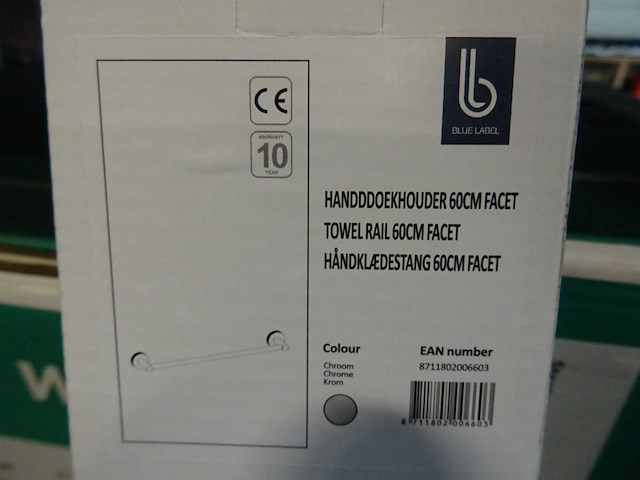 CE
WARRANTY
10
YEAR
b
BLUE LABEL
HANDDDOEKHOUDER 60CM FACET
TOWEL RAIL 60CM FACET
HÅNDKLÆDESTANG 60CM FACET
Colour
Chroom
Chrome
Krom
EAN number
8711802006603
8 711802 006603
W